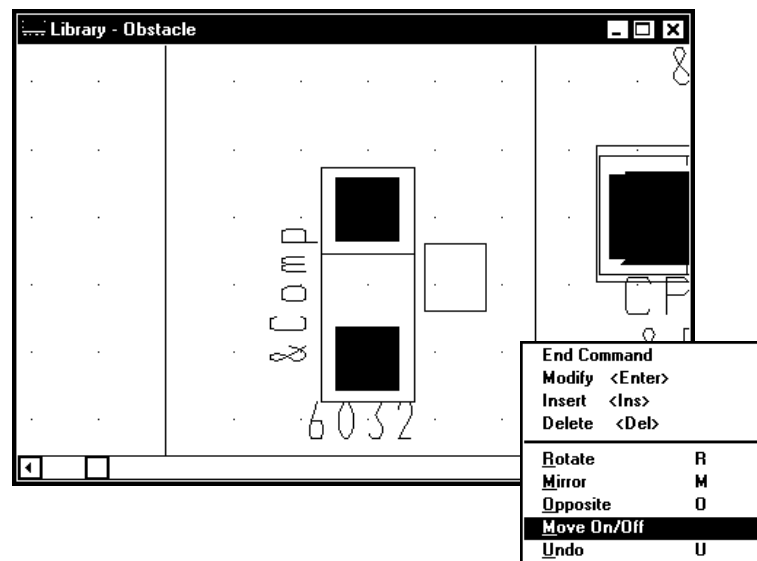 Library - Obstacle
&
&Comp
6032
CP
End Command
Modify <Enter>
Insert <Ins>
Delete <Del>
Rotate R
Mirror M
Opposite O
Move On/Off
Undo U